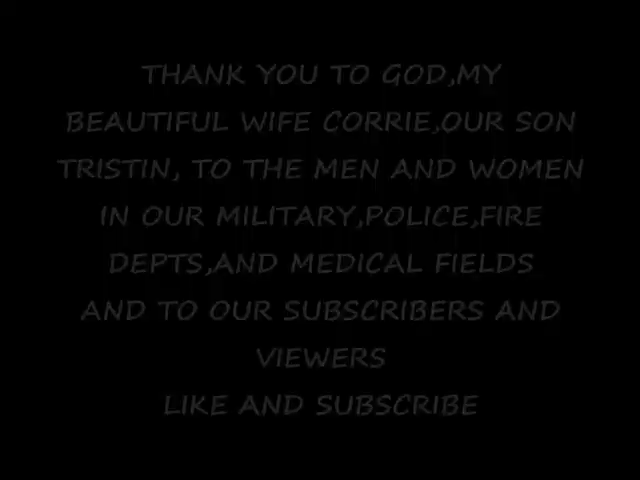 THANK YOU TO GOD,MY
BEAUTIFUL WIFE CORRIE,OUR SON
TRISTIN, TO THE MEN AND WOMEN
IN OUR MILITARY,POLICE,FIRE
DEPTS,AND MEDICAL FIELDS
AND TO OUR SUBSCRIBERS AND
VIEWERS
LIKE AND SUBSCRIBE